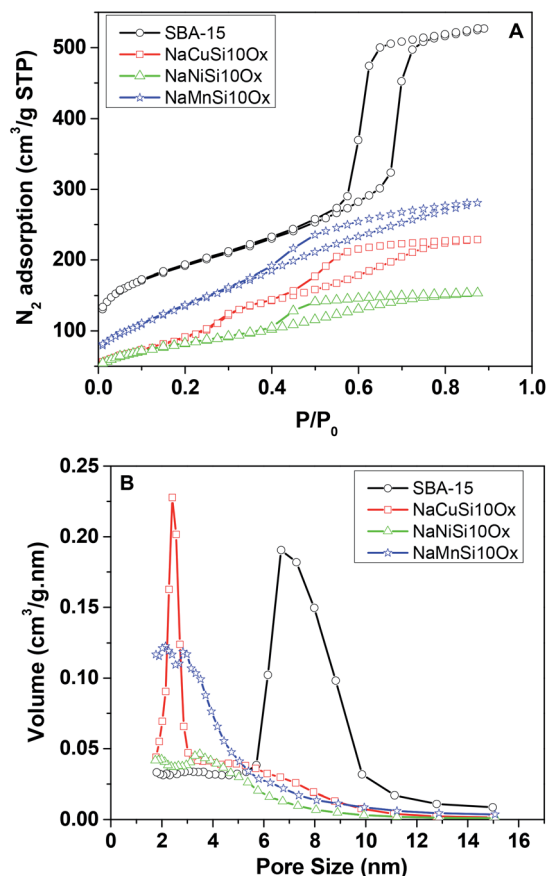 A
SBA-15
NaCuSi10Ox
NaNiSi10Ox
NaMnSi10Ox
N₂ adsorption (cm³/g STP)
500
400
300
200
100
0.0 0.2 0.4 0.6 0.8 1.0
P/P₀
B
SBA-15
NaCuSi10Ox
NaNiSi10Ox
NaMnSi10Ox
Volume (cm³/g.nm)
0.25
0.20
0.15
0.10
0.05
0.00
0 2 4 6 8 10 12 14 16
Pore Size (nm)